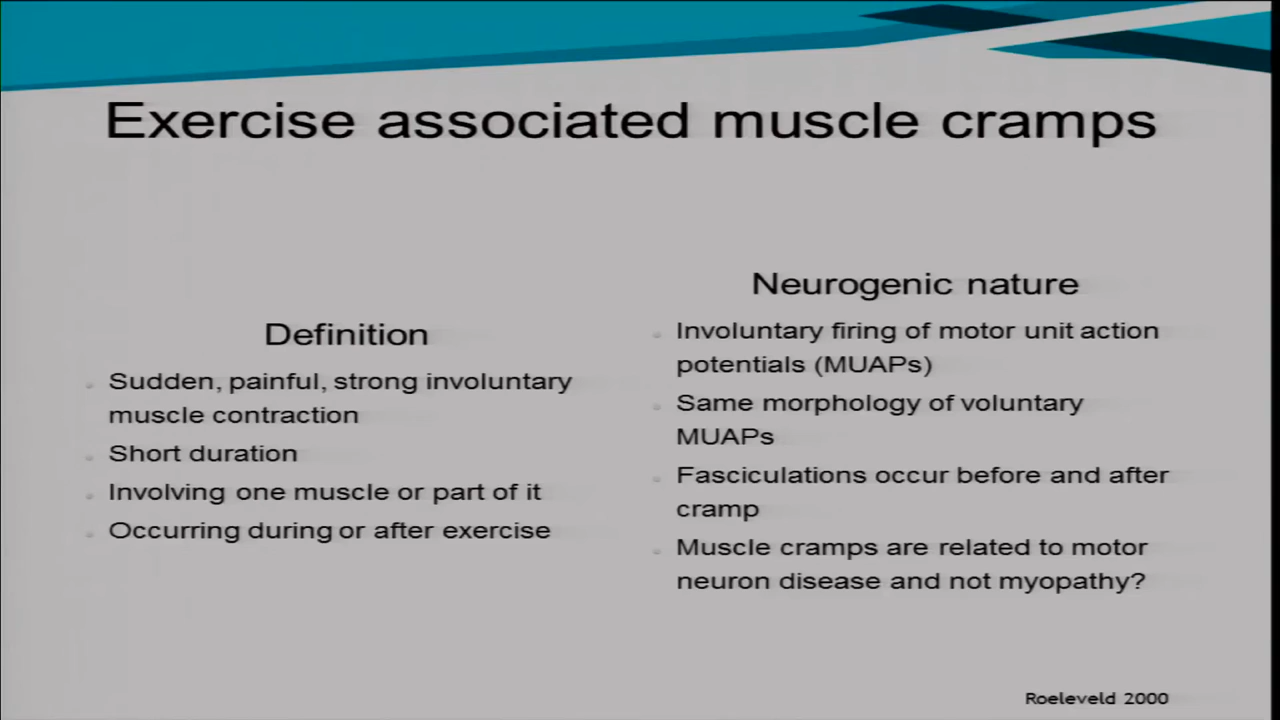 Exercise associated muscle cramps
Definition
Sudden, painful, strong involuntary
muscle contraction
Short duration
Involving one muscle or part of it
Occurring during or after exercise
Neurogenic nature
Involuntary firing of motor unit action
potentials (MUAPs)
Same morphology of voluntary
MUAPs
Fasciculations occur before and after
cramp
Muscle cramps are related to motor
neuron disease and not myopathy?
Roeleveld 2000